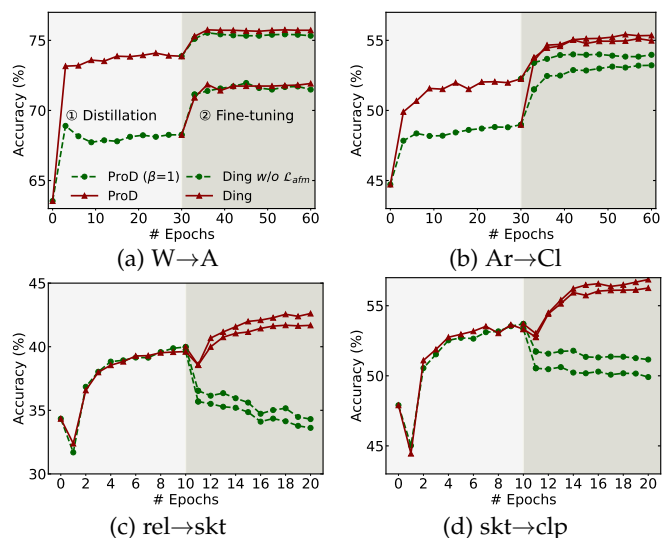 75
70
65
Accuracy (%)
① Distillation
② Fine-tuning
ProD (β=1)
ProD
Ding w/o ℒafm
Ding
0 10 20 30 40 50 60
# Epochs
(a) W→A
55
50
45
Accuracy (%)
0 10 20 30 40 50 60
# Epochs
(b) Ar→Cl
45
40
35
30
Accuracy (%)
0 2 4 6 8 10 12 14 16 18 20
# Epochs
(c) rel→skt
55
50
45
Accuracy (%)
0 2 4 6 8 10 12 14 16 18 20
# Epochs
(d) skt→clp